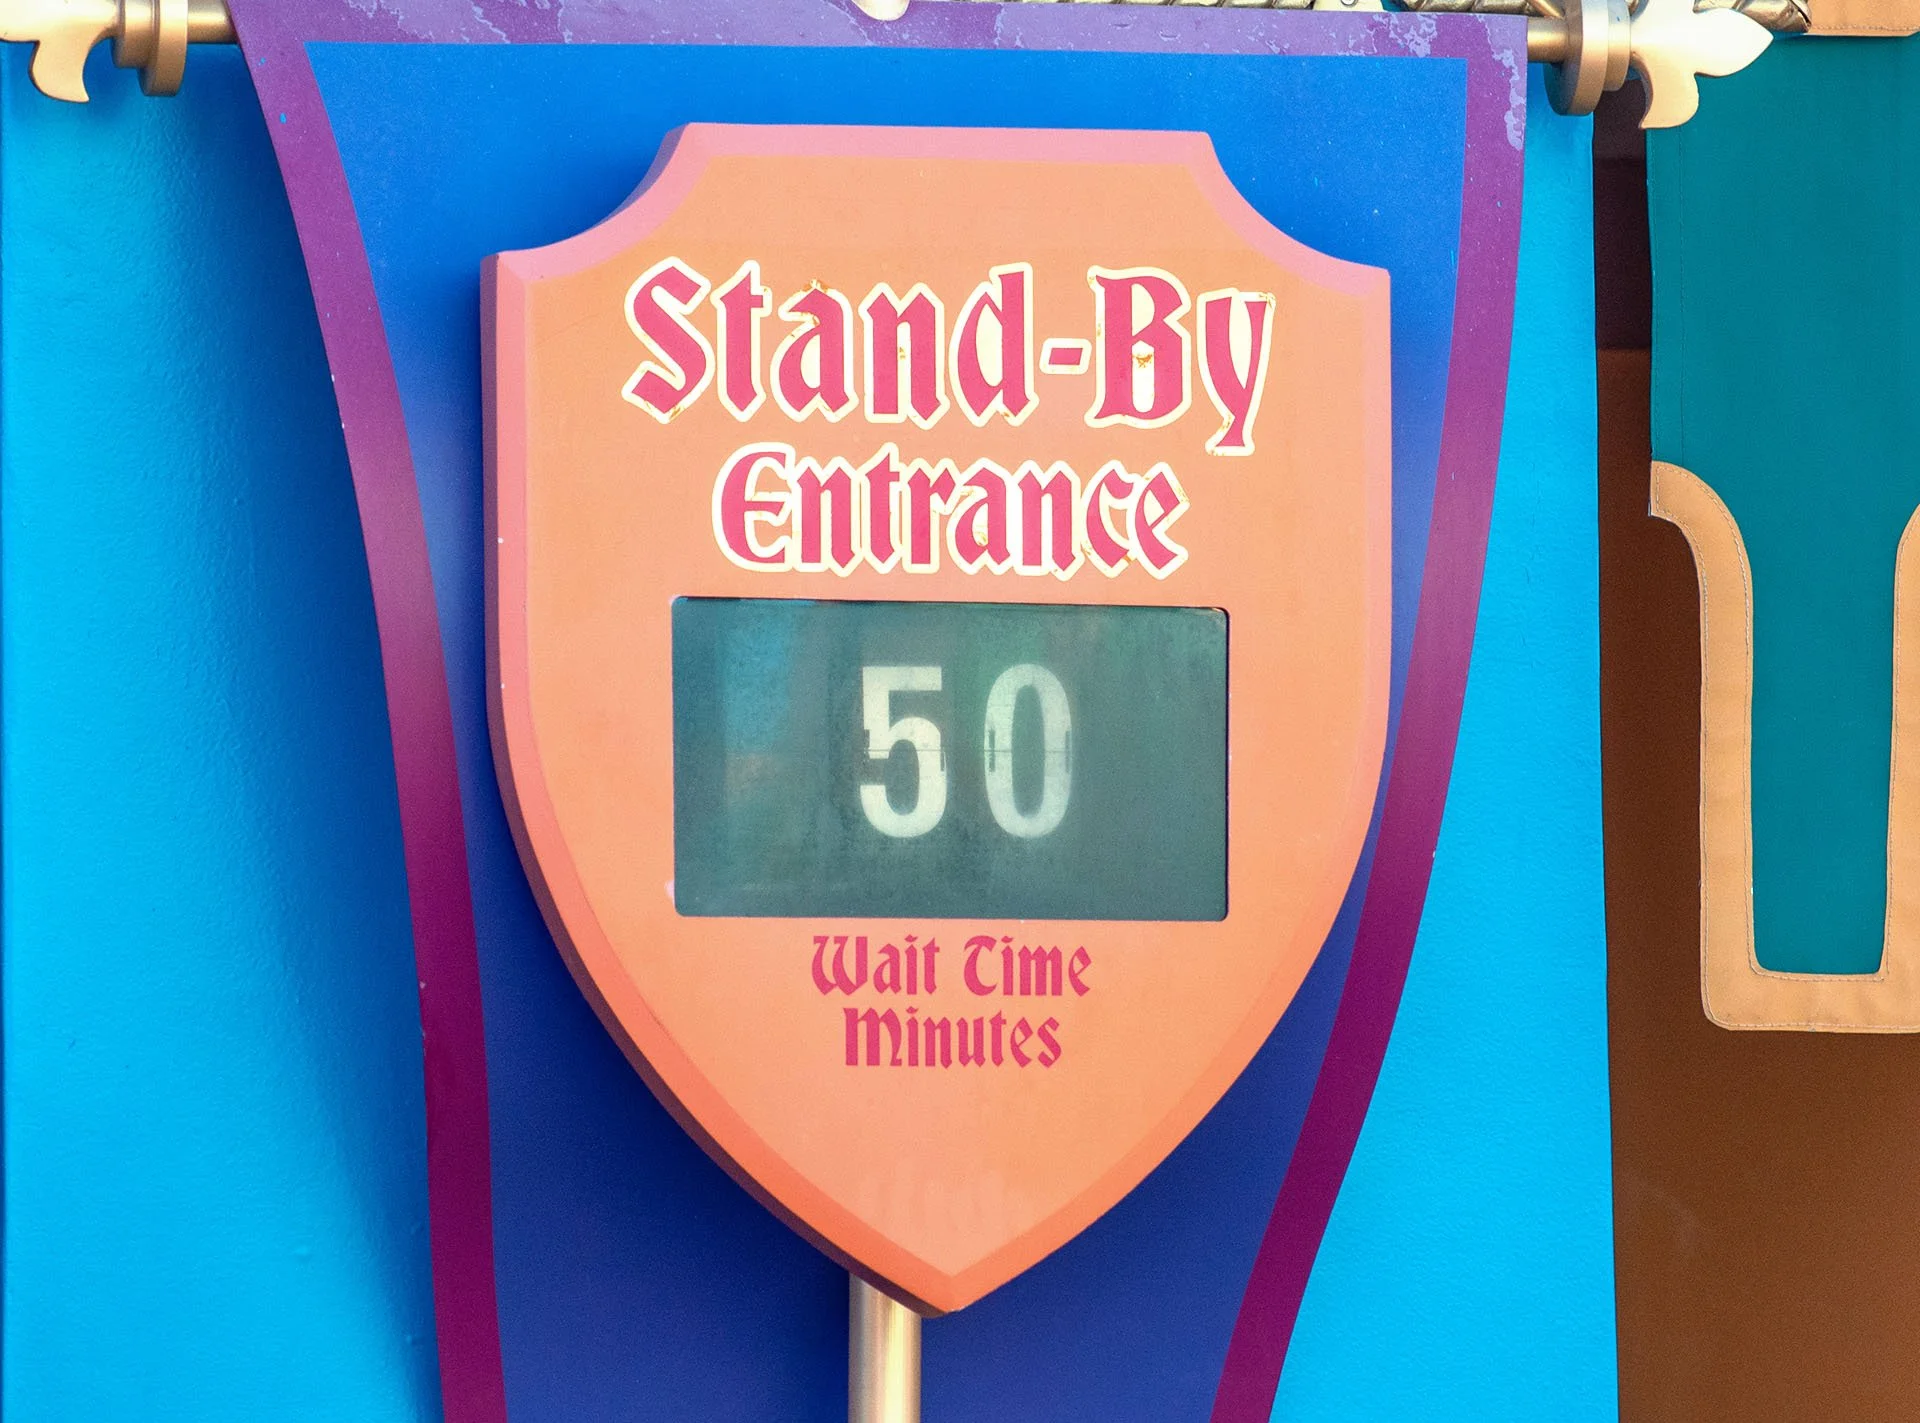 Stand-By
Entrance
50
Wait Time
Minutes